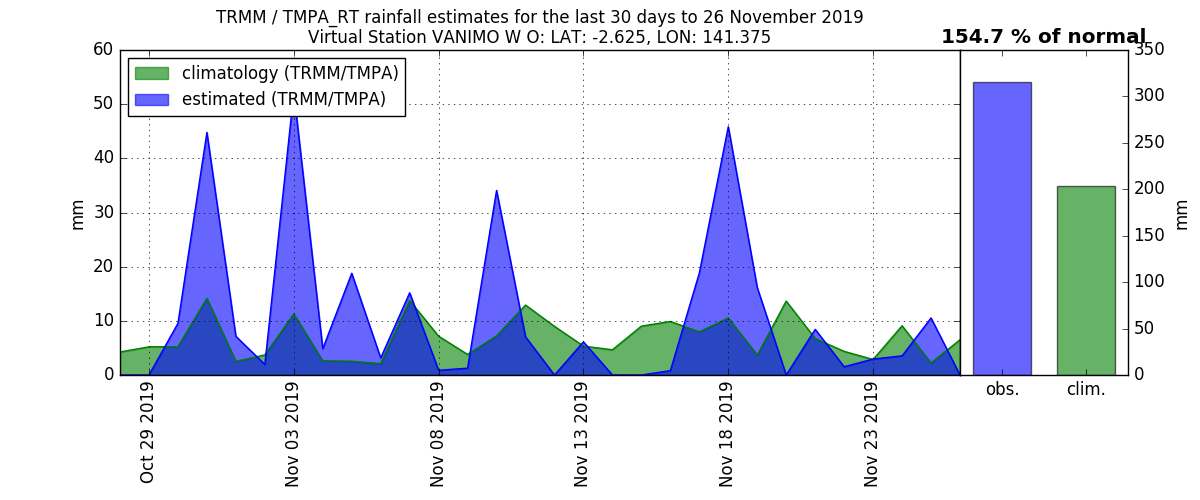 TRMM / TMPA_RT rainfall estimates for the last 30 days to 26 November 2019
Virtual Station VANIMO W O: LAT: -2.625, LON: 141.375
154.7 % of normal
climatology (TRMM/TMPA)
estimated (TRMM/TMPA)
60
50
40
30
20
10
0
mm
Oct 29 2019
Nov 03 2019
Nov 08 2019
Nov 13 2019
Nov 18 2019
Nov 23 2019
obs.
clim.
350
300
250
200
150
100
50
0
mm